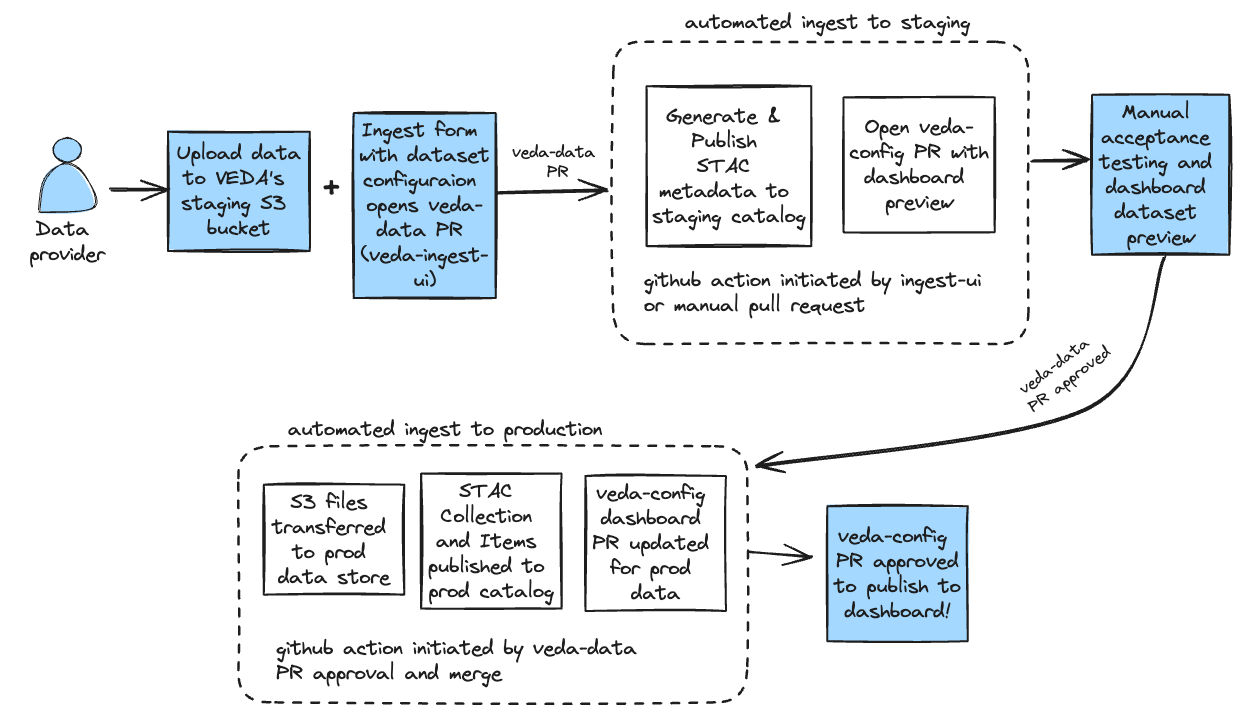 automated ingest to staging
Data
provider
Upload data
to VEDA's
staging S3
bucket
+
Ingest form
with dataset
configuraion
opens veda-
data PR
(veda-ingest-
ui)
veda-data
PR
Generate &
Publish
STAC
metadata to
staging catalog
Open veda-
config PR with
dashboard
preview
github action initiated by ingest-ui
or manual pull request
Manual
acceptance
testing and
dashboard
dataset
preview
veda-data
PR approved
automated ingest to production
S3 files
transferred
to prod
data store
STAC
Collection
and Items
published to
prod catalog
veda-config
dashboard
PR updated
for prod
data
github action initiated by veda-data
PR approval and merge
veda-config
PR approved
to publish to
dashboard!